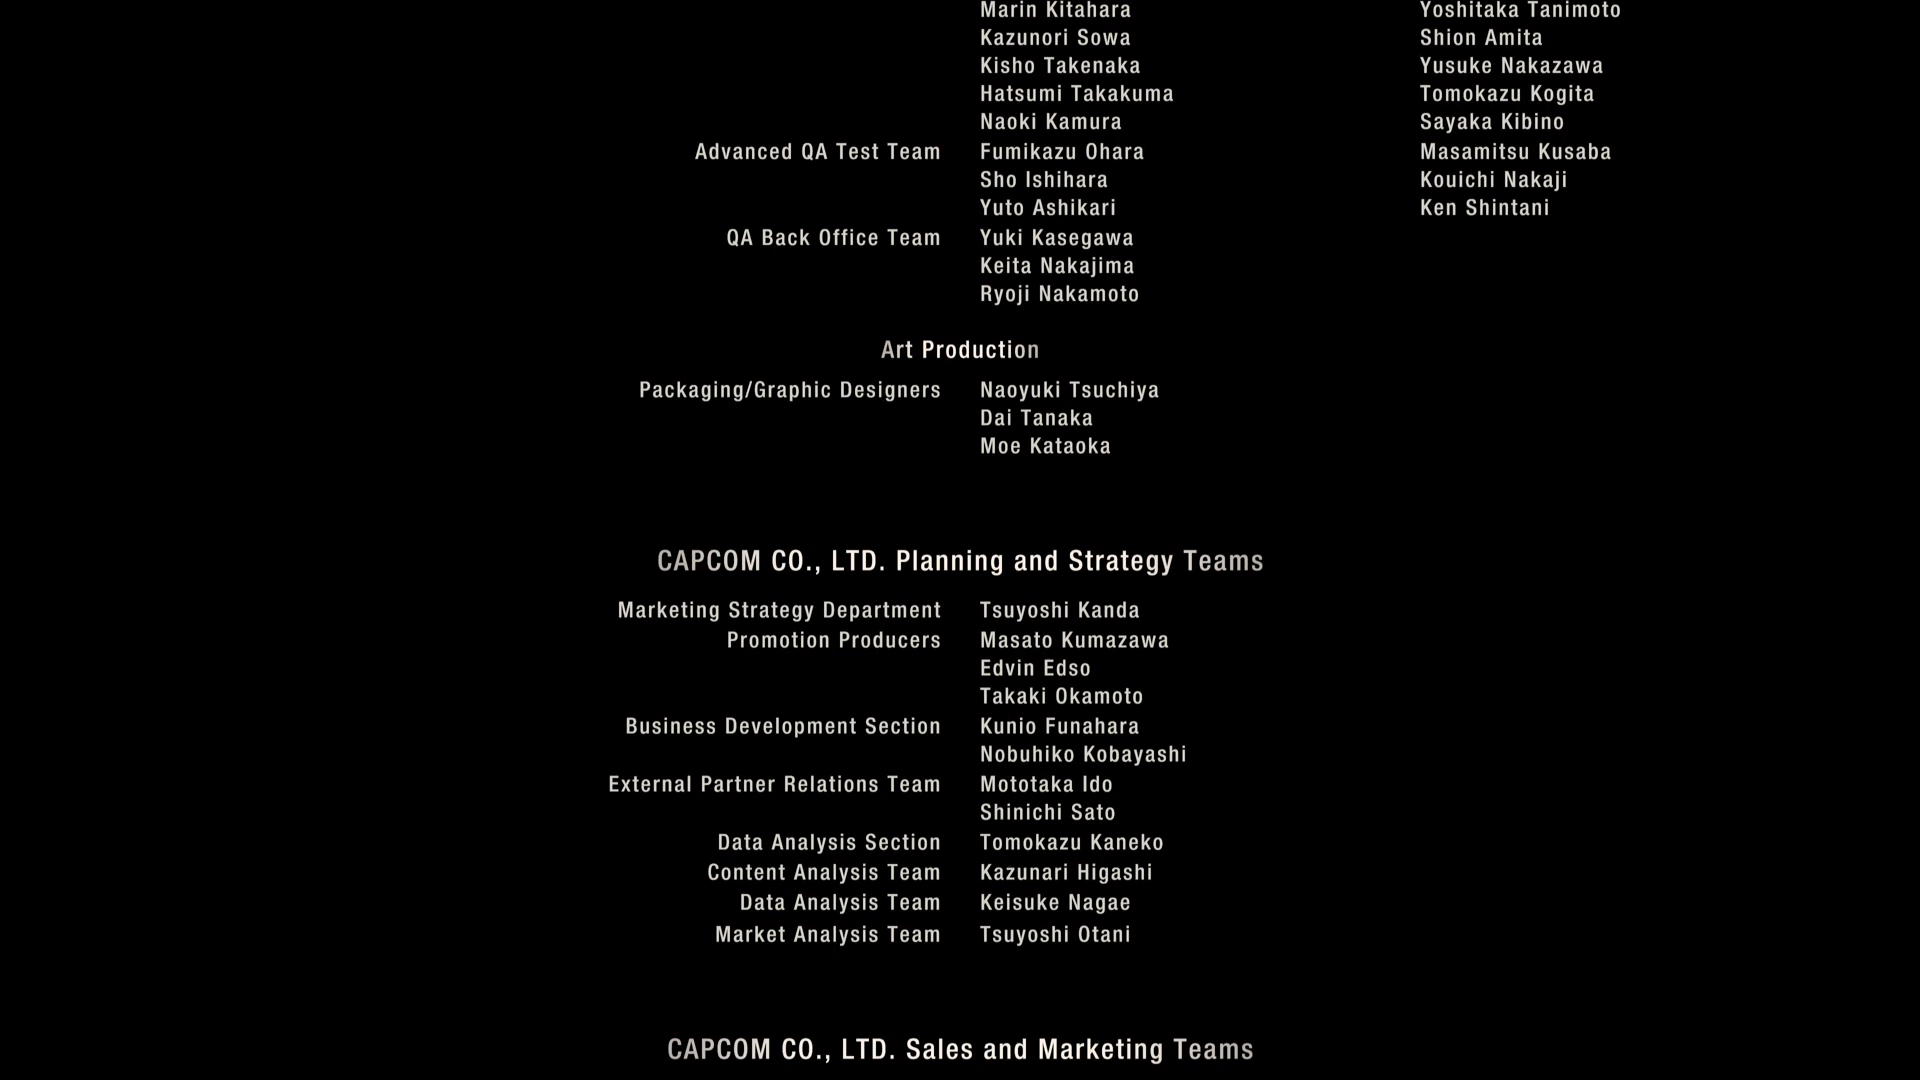 Marin Kitahara Yoshitaka Tanimoto
Kazunori Sowa Shion Amita
Kisho Takenaka Yusuke Nakazawa
Hatsumi Takakuma Tomokazu Kogita
Naoki Kamura Sayaka Kibino
Advanced QA Test Team Fumikazu Ohara Masamitsu Kusaba
Sho Ishihara Kouichi Nakaji
Yuto Ashikari Ken Shintani
QA Back Office Team Yuki Kasegawa
Keita Nakajima
Ryoji Nakamoto
Art Production
Packaging/Graphic Designers Naoyuki Tsuchiya
Dai Tanaka
Moe Kataoka
CAPCOM CO., LTD. Planning and Strategy Teams
Marketing Strategy Department Tsuyoshi Kanda
Promotion Producers Masato Kumazawa
Edvin Edso
Takaki Okamoto
Business Development Section Kunio Funahara
Nobuhiko Kobayashi
External Partner Relations Team Mototaka Ido
Shinichi Sato
Data Analysis Section Tomokazu Kaneko
Content Analysis Team Kazunari Higashi
Data Analysis Team Keisuke Nagae
Market Analysis Team Tsuyoshi Otani
CAPCOM CO., LTD. Sales and Marketing Teams